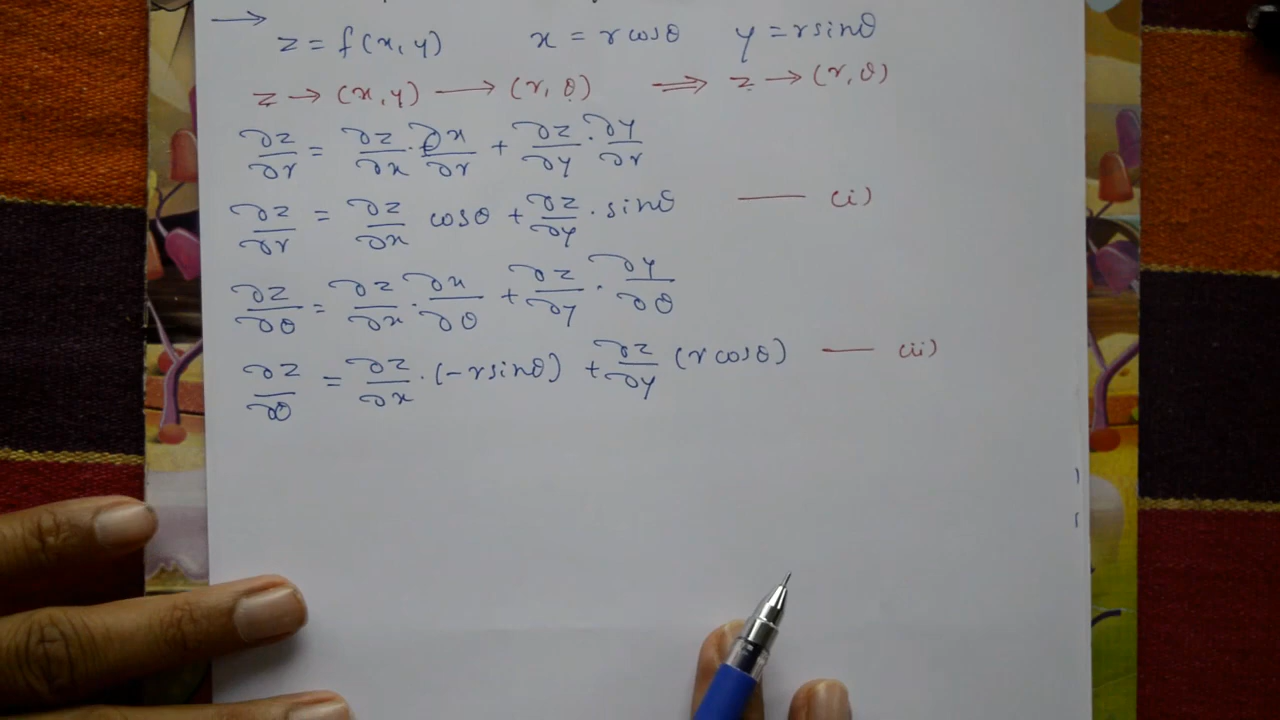 → z = f(x, y) x = r cosθ y = r sinθ
z → (x, y) → (r, θ) ⇒ z → (r, θ)
∂z/∂r = ∂z/∂x · ∂x/∂r + ∂z/∂y · ∂y/∂r
∂z/∂r = ∂z/∂x cosθ + ∂z/∂y · sinθ — (i)
∂z/∂θ = ∂z/∂x · ∂x/∂θ + ∂z/∂y · ∂y/∂θ
∂z/∂θ = ∂z/∂x · (-r sinθ) + ∂z/∂y (r cosθ) — (ii)